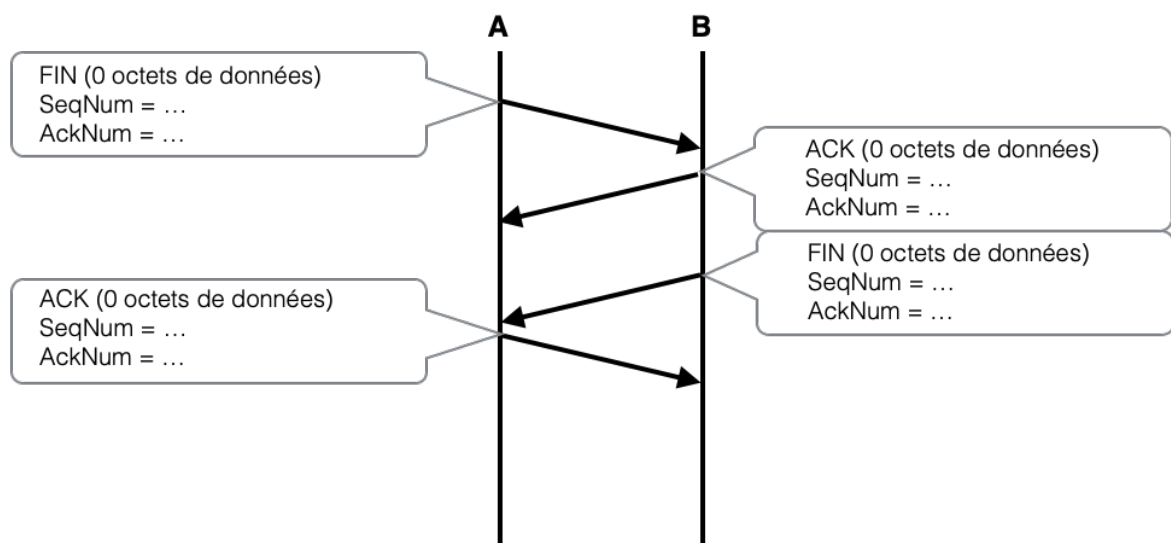 A
B
FIN (0 octets de données)
SeqNum = …
AckNum = …
ACK (0 octets de données)
SeqNum = …
AckNum = …
FIN (0 octets de données)
SeqNum = …
AckNum = …
ACK (0 octets de données)
SeqNum = …
AckNum = …